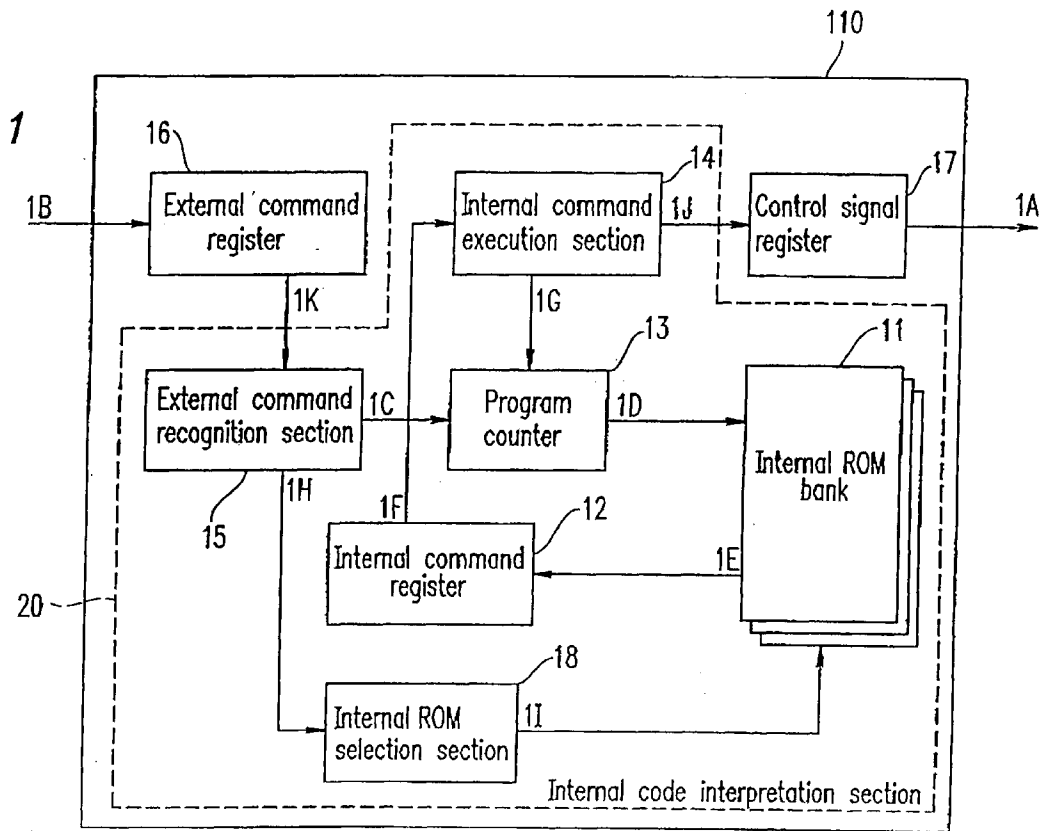 110
1
16
External command
register
1B
14
Internal command
execution section
1J
17
Control signal
register
1A
1K
1G
13
11
External command
recognition section
1C
Program
counter
1D
Internal ROM
bank
1H
15
1F
12
Internal command
register
1E
20
18
Internal ROM
selection section
1I
Internal code interpretation section